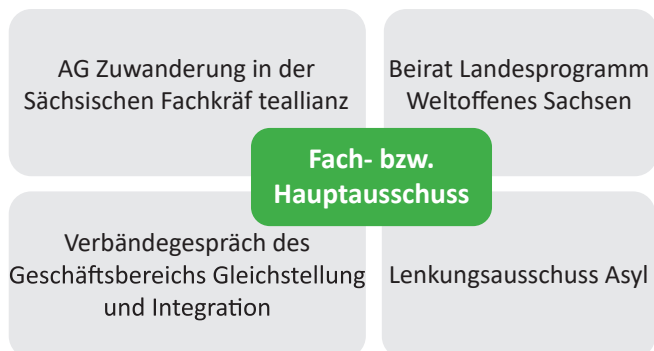 AG Zuwanderung in der
Sächsischen Fachkräf teallianz
Beirat Landesprogramm
Weltoffenes Sachsen
Fach- bzw.
Hauptausschuss
Verbändegespräch des
Geschäftsbereichs Gleichstellung
und Integration
Lenkungsausschuss Asyl